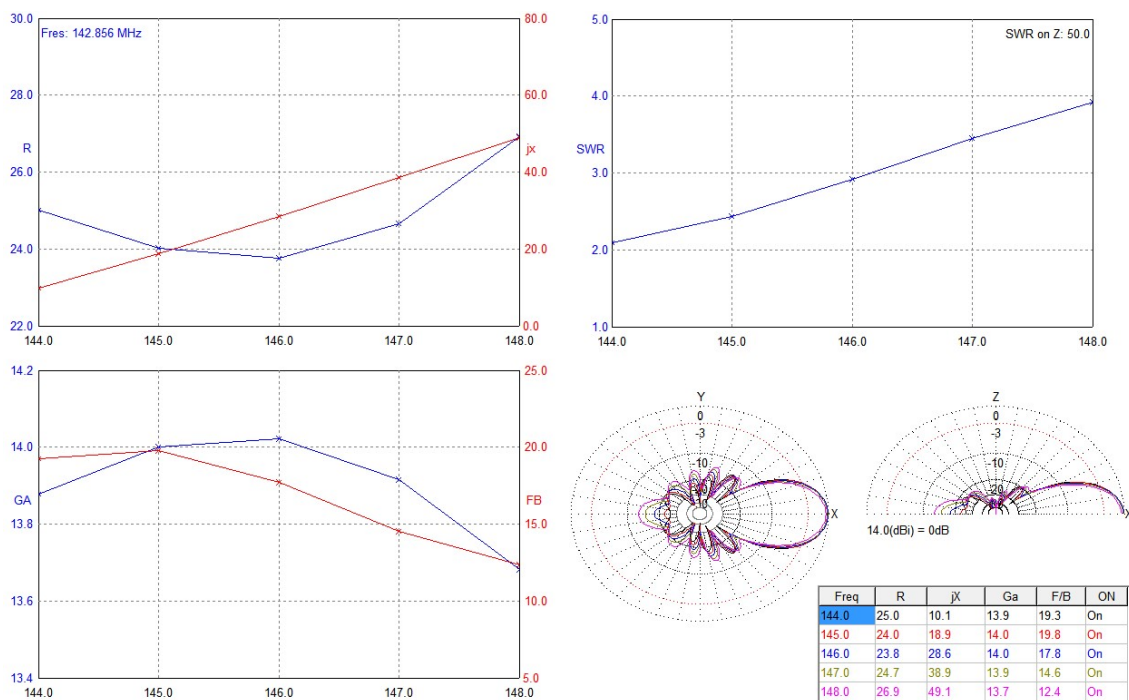 30.0
80.0
Fres: 142.856 MHz
28.0
60.0
R
jx
26.0
40.0
24.0
20.0
22.0
0.0
144.0 145.0 146.0 147.0 148.0
5.0
SWR on Z: 50.0
4.0
SWR
3.0
2.0
1.0
144.0 145.0 146.0 147.0 148.0
14.2
25.0
14.0
20.0
GA
FB
13.8
15.0
13.6
10.0
13.4
5.0
144.0 145.0 146.0 147.0 148.0
Y
0
-3
-10
X
Z
0
-3
-10
-20
14.0(dBi) = 0dB
Freq R jX Ga F/B ON
144.0 25.0 10.1 13.9 19.3 On
145.0 24.0 18.9 14.0 19.8 On
146.0 23.8 28.6 14.0 17.8 On
147.0 24.7 38.9 13.9 14.6 On
148.0 26.9 49.1 13.7 12.4 On